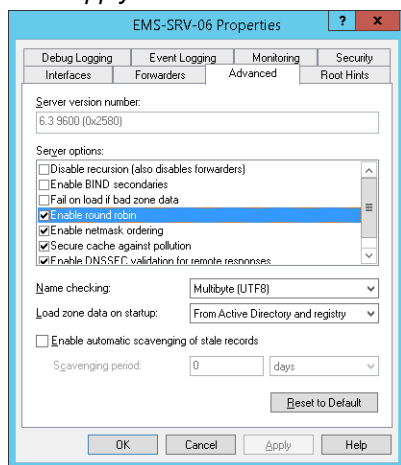 EMS-SRV-06 Properties ? x
Debug Logging Event Logging Monitoring Security
Interfaces Forwarders Advanced Root Hints
Server version number:
6.3 9600 (0x2580)
Server options:
Disable recursion (also disables forwarders)
Enable BIND secondaries
Fail on load if bad zone data
Enable round robin
Enable netmask ordering
Secure cache against pollution
Enable DNSSEC validation for remote responses
Name checking: Multibyte (UTF8)
Load zone data on startup: From Active Directory and registry
Enable automatic scavenging of stale records
Scavenging period: 0 days
Reset to Default
OK Cancel Apply Help